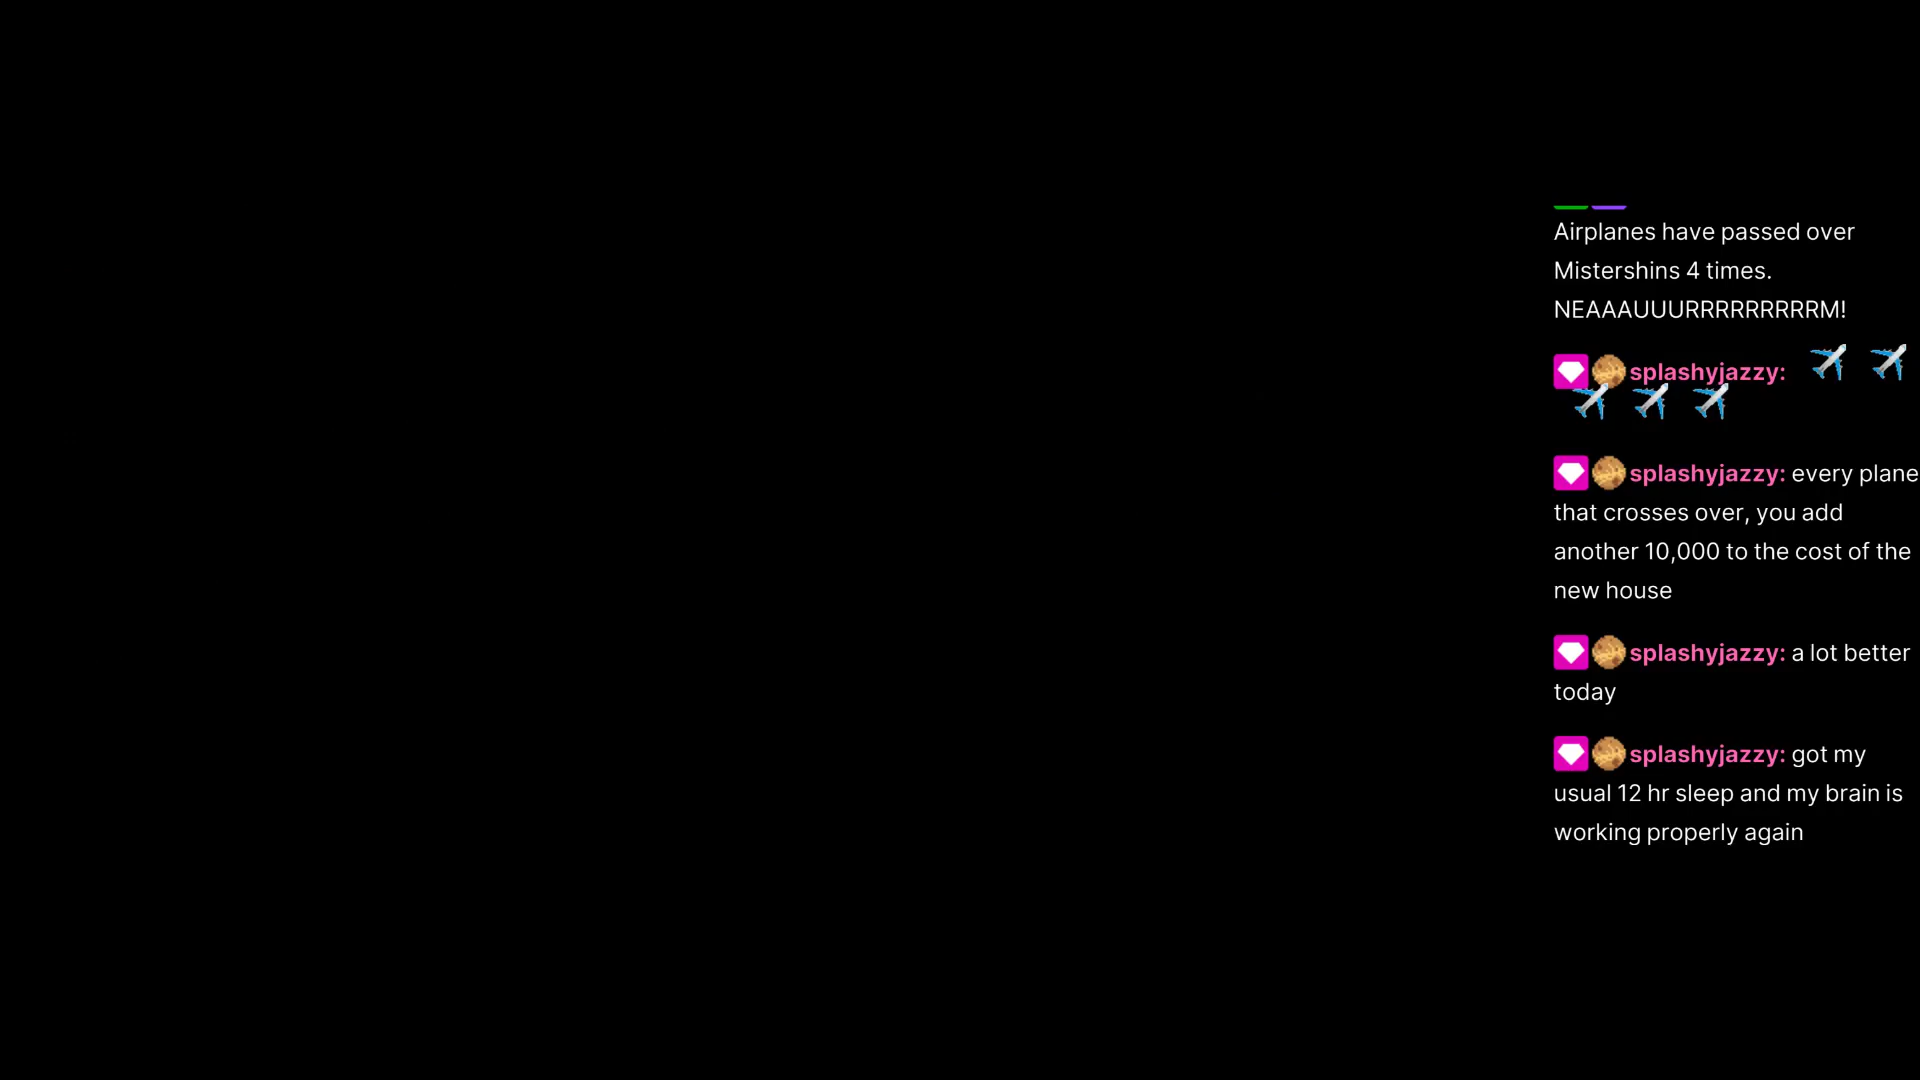 Airplanes have passed over
Mistershins 4 times.
NEAAAUUURRRRRRRRRM!
splashyjazzy:
splashyjazzy: every plane
that crosses over, you add
another 10,000 to the cost of the
new house
splashyjazzy: a lot better
today
splashyjazzy: got my
usual 12 hr sleep and my brain is
working properly again